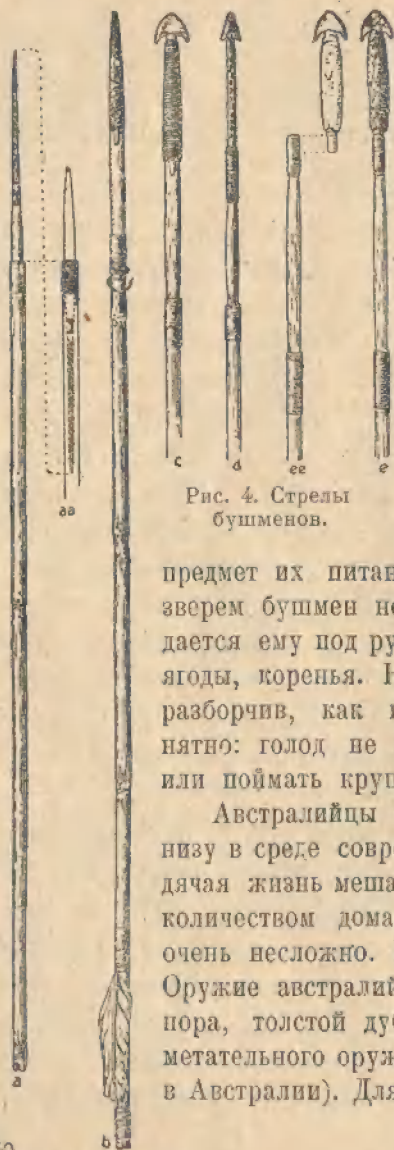 c
d
ee
e
aa
Рис. 4. Стрелы
бушменов.
предмет их питан
зверем бушмен не
дается ему под ру
ягоды, коренья. Н
разборчив, как и
нятно: голод не
или поймать круп
Австралийцы
низу в среде совр
дячая жизнь меша
количеством дома
очень несложно.
Оружие австралий
пора, толстой ду
метательного оруж
в Австралии). Для
a
b